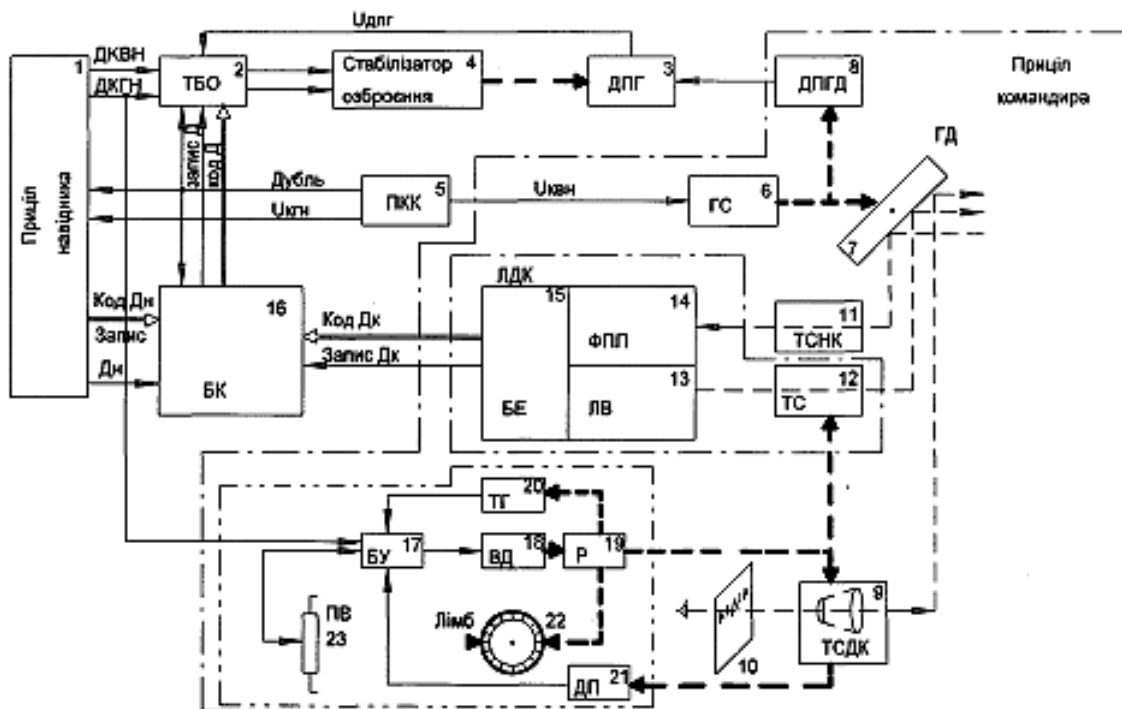 Uдпг
ДКВН
1
ДКГН
ТБО
2
Стабілізатор
4
озброєння
ДПГ
3
ДПГД
8
Приціл
командира
ГД
запис Д
код Д
Дубль
Uкгн
ПКК
5
Uквн
ГС
6
7
Приціл
навідника
Код Дн
Запис
Дн
16
БК
Код Дк
Запис Дк
ЛДК
15
БЕ
14
ФПЛ
13
ЛВ
11
ТСНК
12
ТС
ТГ
20
БУ
17
ВД
18
Р
19
ПВ
23
Лімб
22
ДП
21
10
9
ТСДК